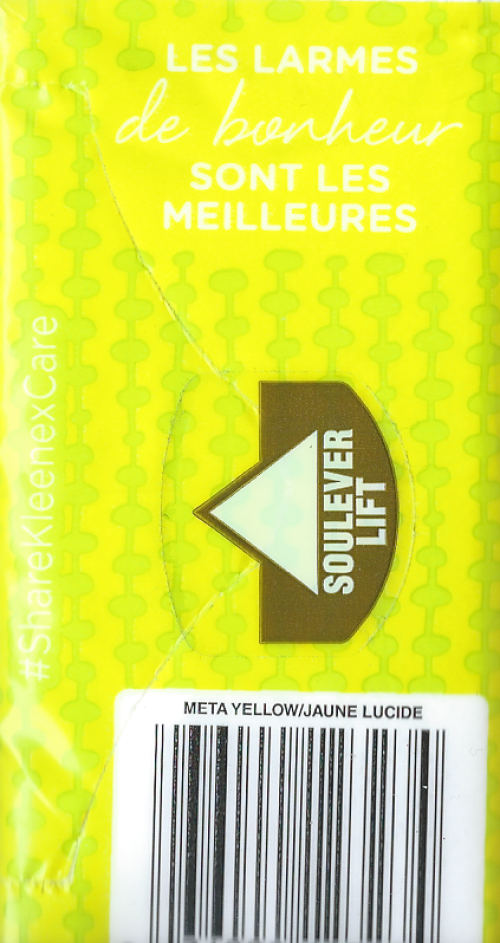 LES LARMES
de bonheur
SONT LES
MEILLEURES
#ShareKleenexCare
SOULEVER
LIFT
META YELLOW/JAUNE LUCIDE